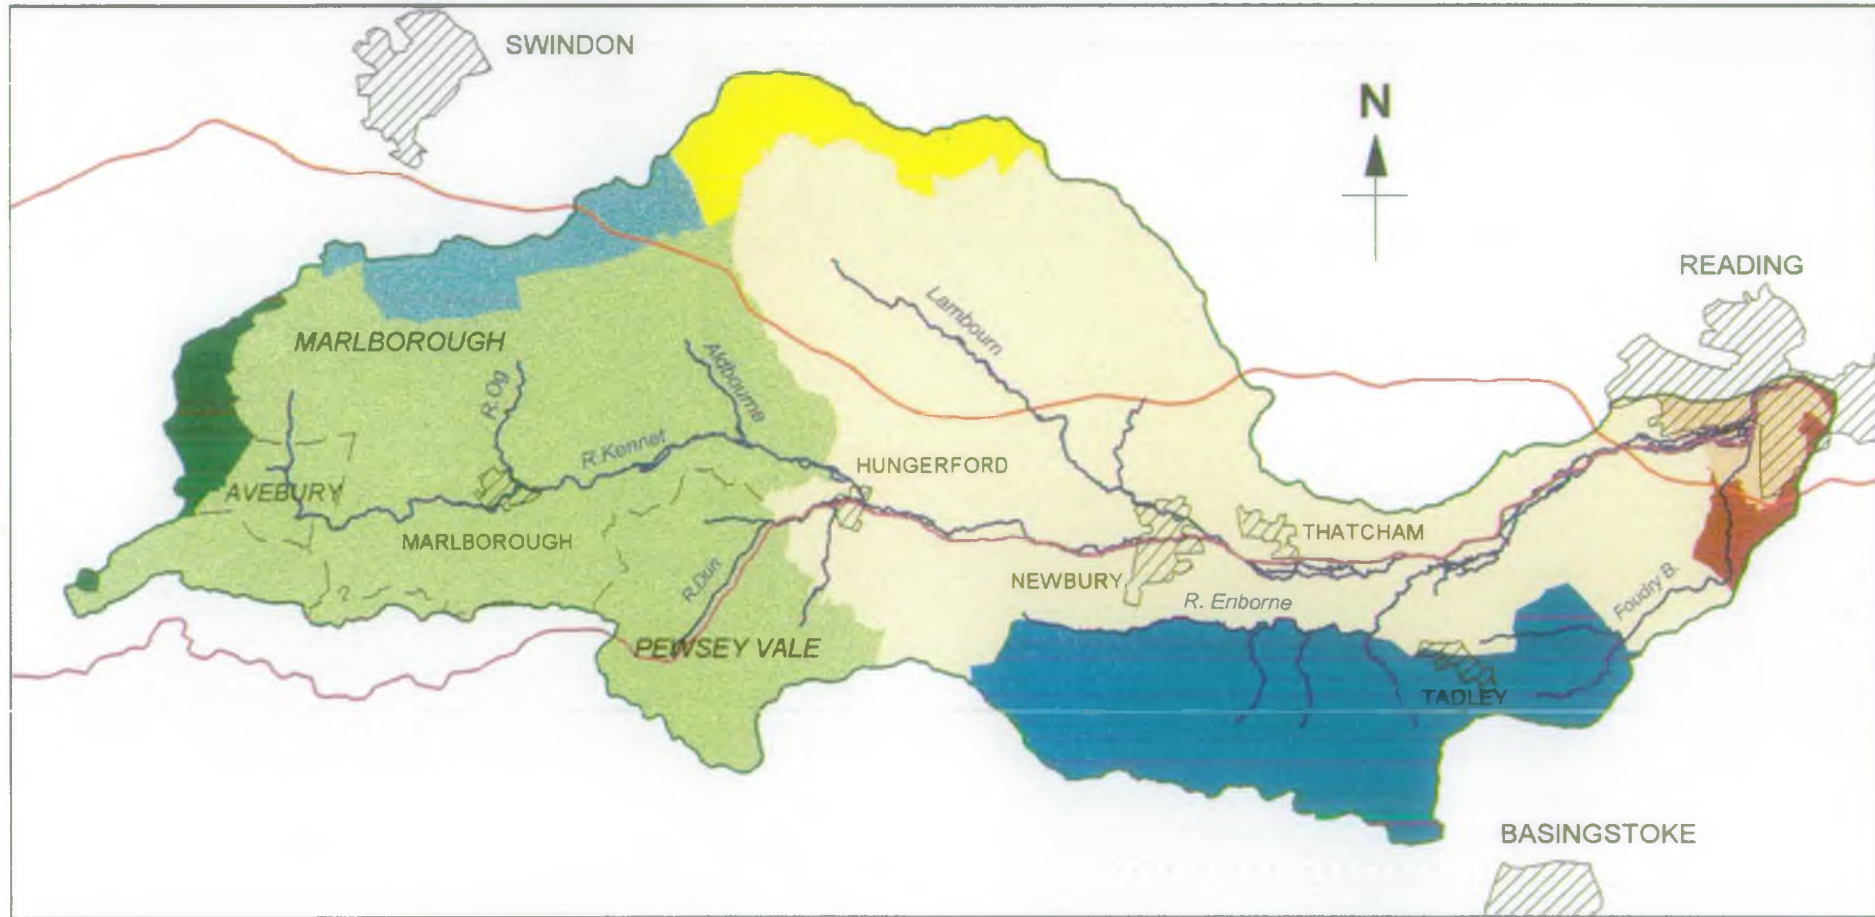 SWINDON
N
READING
MARLBOROUGH
Lambourn
Aldbourne
R.Og
R.Kennet
HUNGERFORD
AVEBURY
MARLBOROUGH
THATCHAM
NEWBURY
R.Dun
R. Enborne
Foudry B.
PEWSEY VALE
TADLEY
BASINGSTOKE